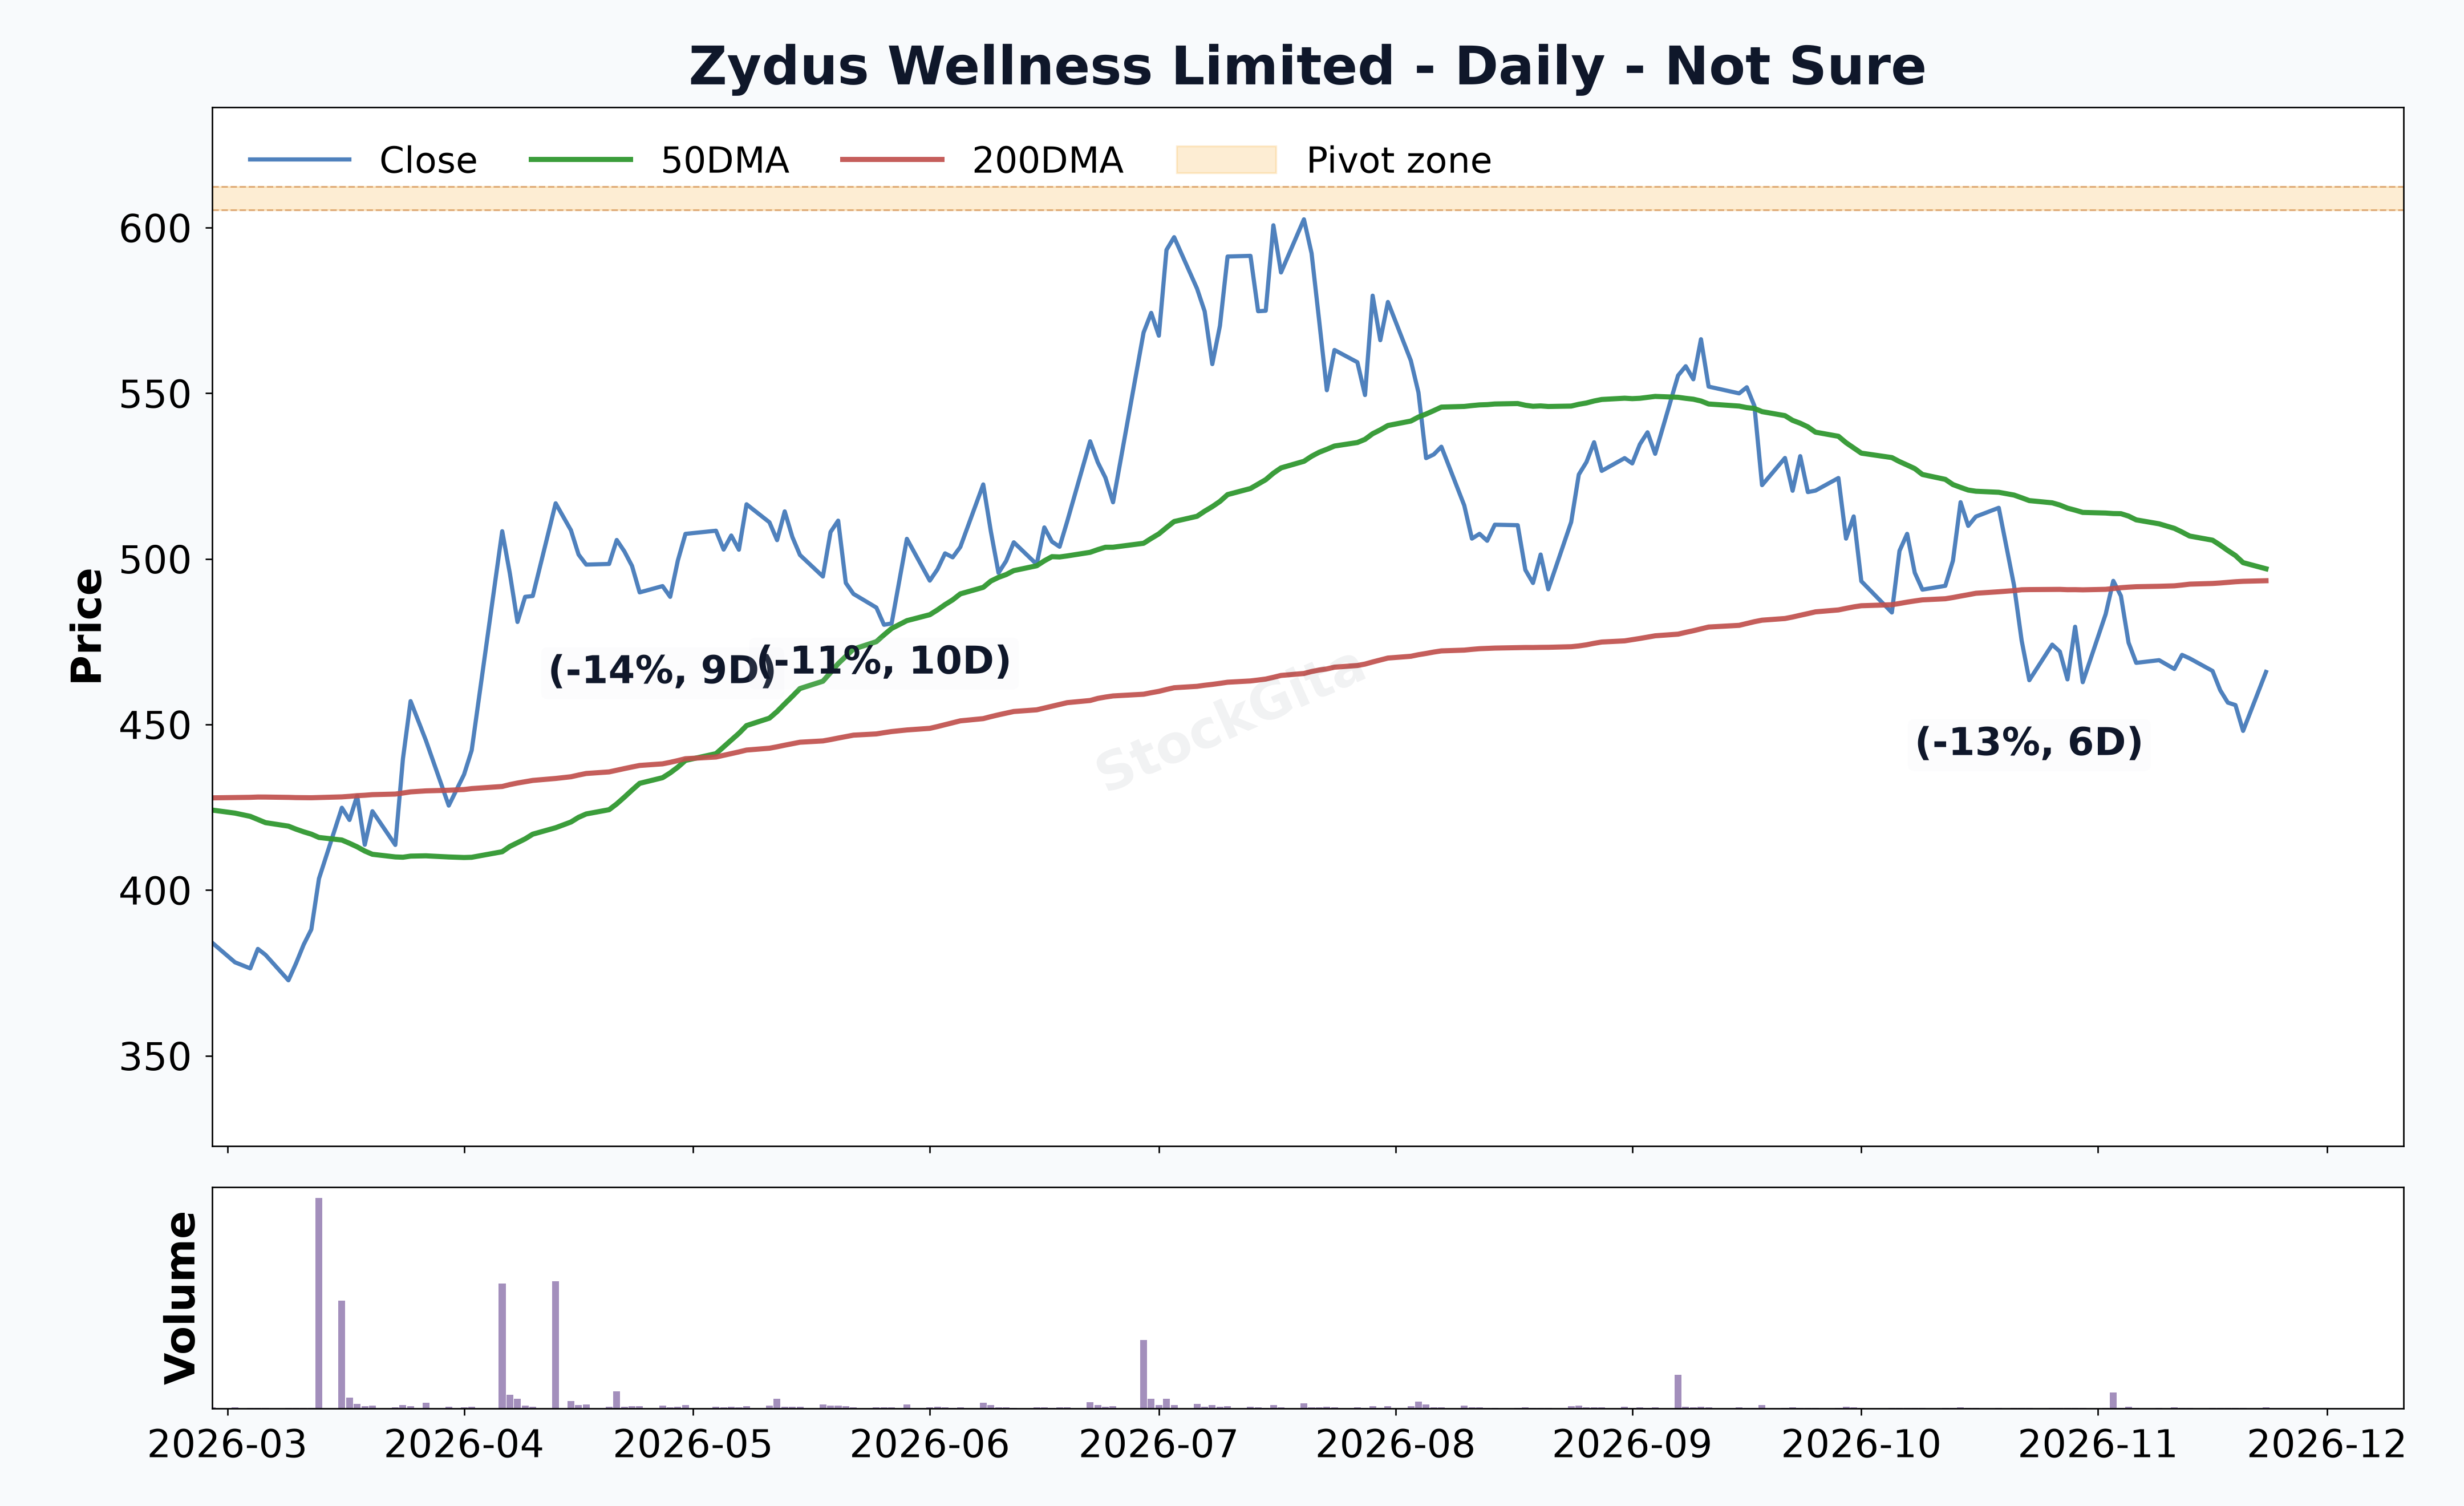 Zydus Wellness Limited - Daily - Not Sure
Close 50DMA 200DMA Pivot zone
600
550
500
450
400
350
Price
(-14%, 9D)
(-11%, 10D)
(-13%, 6D)
StockGita
Volume
2026-03 2026-04 2026-05 2026-06 2026-07 2026-08 2026-09 2026-10 2026-11 2026-12